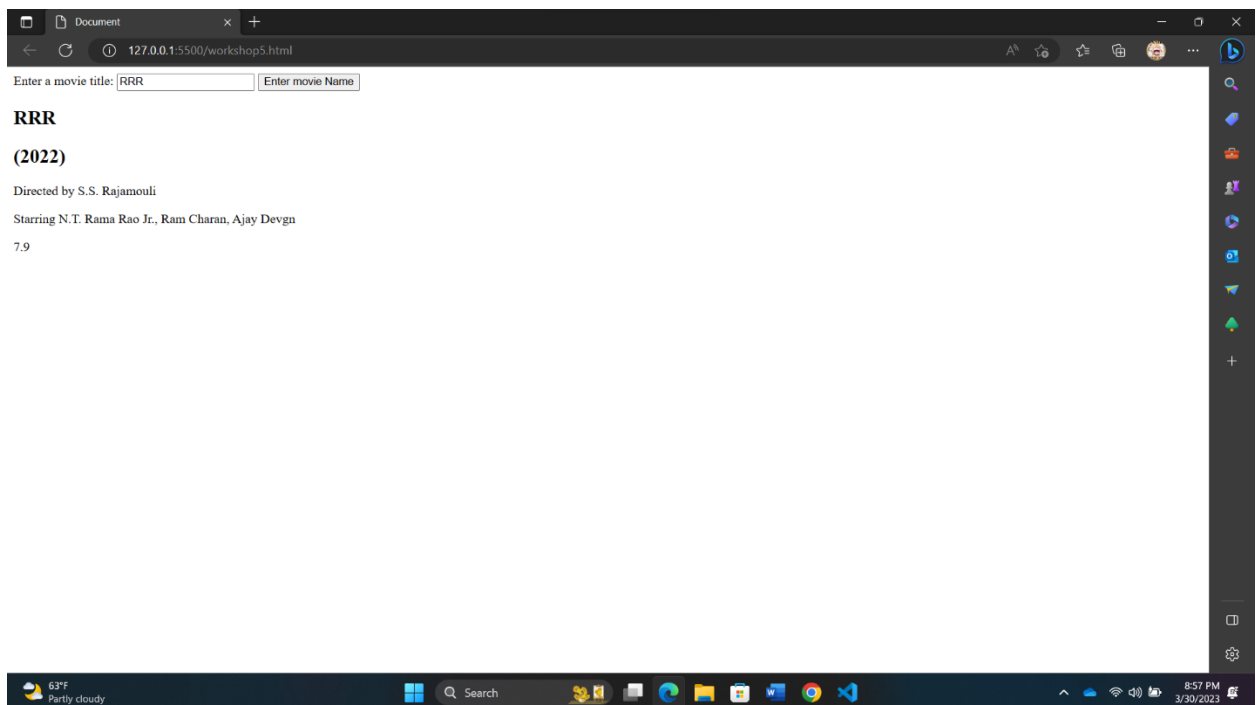 Document
127.0.0.1:5500/workshop5.html
Enter a movie title: RRR Enter movie Name
RRR
(2022)
Directed by S.S. Rajamouli
Starring N.T. Rama Rao Jr., Ram Charan, Ajay Devgn
7.9
63°F
Partly cloudy
Search
8:57 PM
3/30/2023